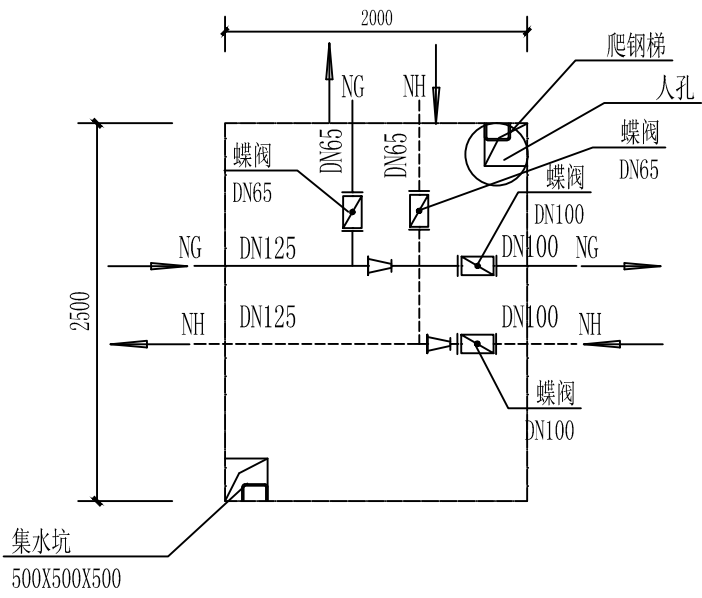 2000
爬钢梯
人孔
NG
NH
DN65
DN65
蝶阀
DN65
蝶阀
DN65
蝶阀
DN100
NG
DN125
DN100
NG
2500
NH
DN125
DN100
NH
蝶阀
DN100
集水坑
500X500X500